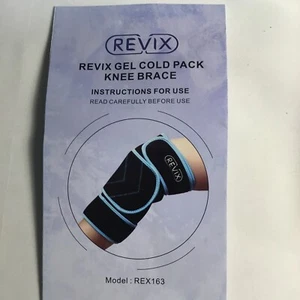 REVIX
REVIX GEL COLD PACK
KNEE BRACE
INSTRUCTIONS FOR USE
READ CAREFULLY BEFORE USE
REVIX
Model : REX163